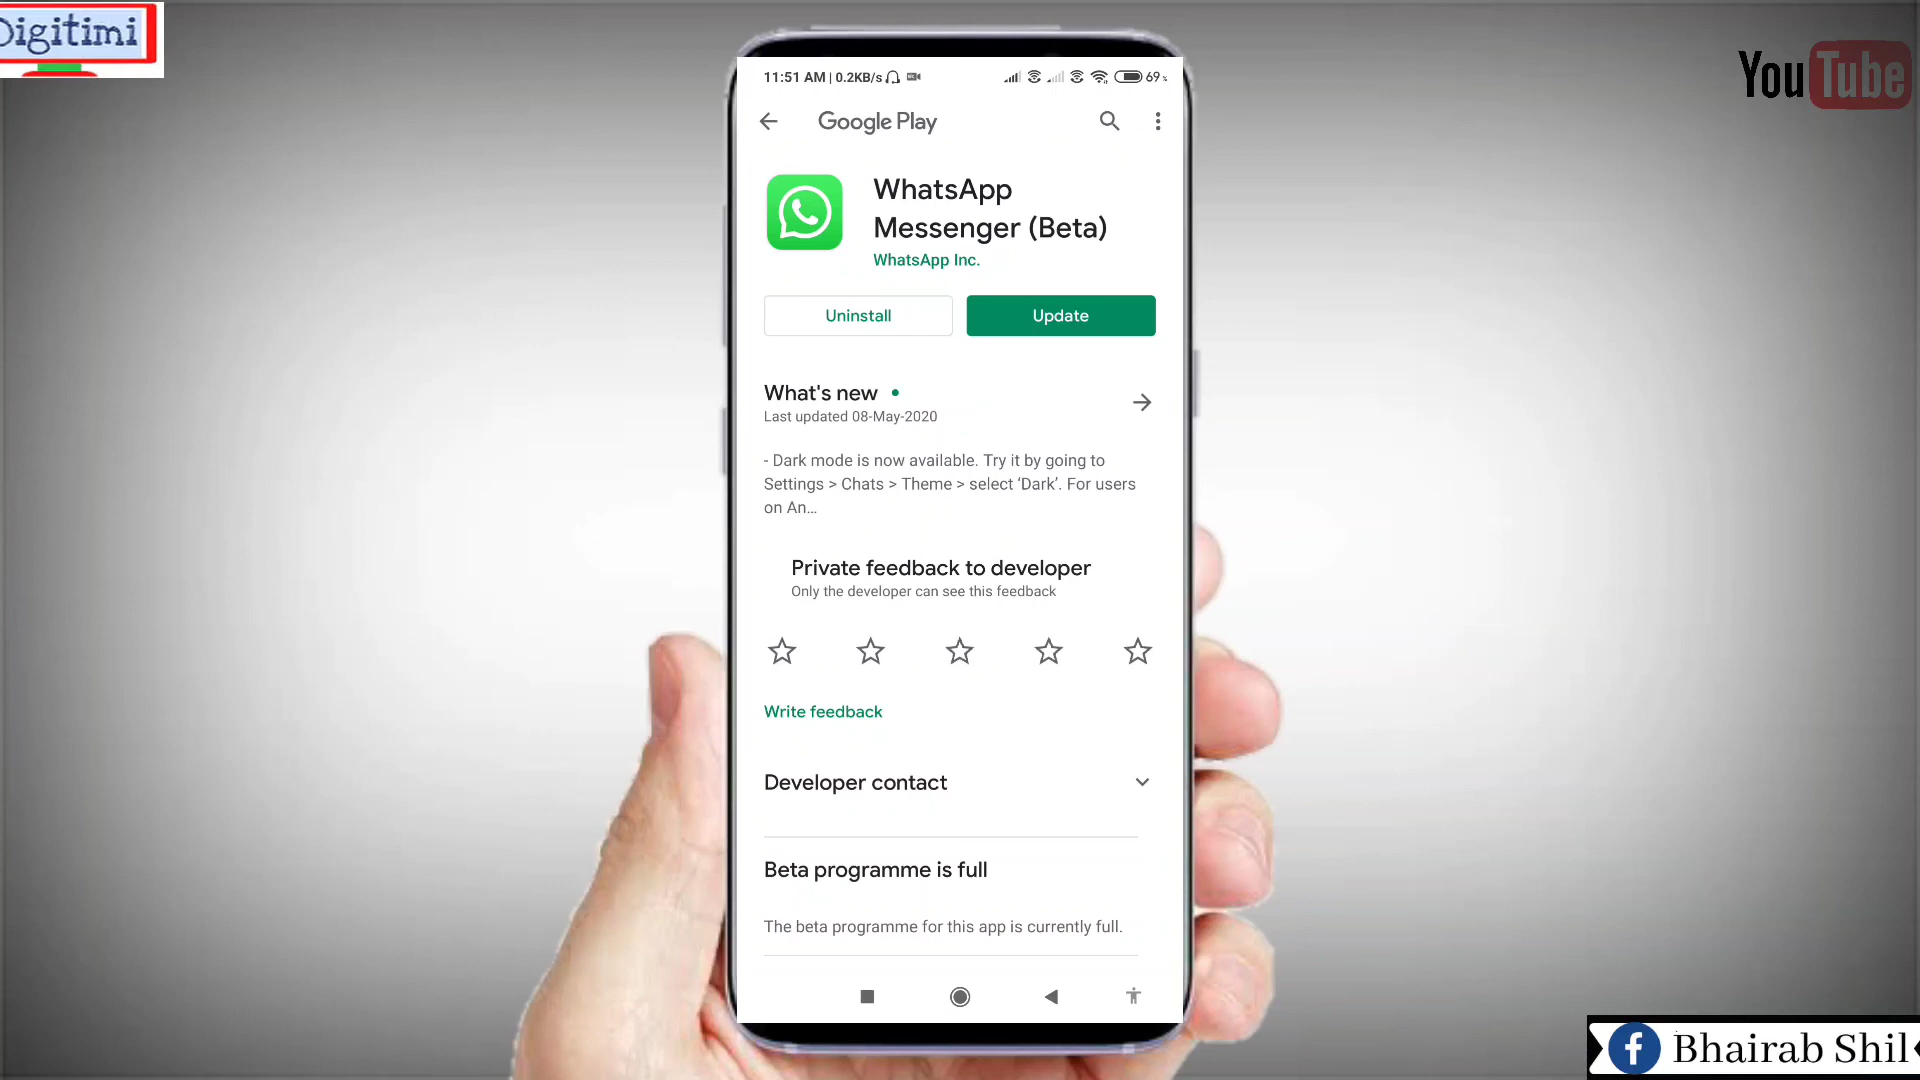 Digitimi
YouTube
11:51 AM | 0.2KB/s
69%
Google Play
WhatsApp
Messenger (Beta)
WhatsApp Inc.
Uninstall
Update
What's new
Last updated 08-May-2020
- Dark mode is now available. Try it by going to
Settings > Chats > Theme > select ‘Dark’. For users
on An...
Private feedback to developer
Only the developer can see this feedback
Write feedback
Developer contact
Beta programme is full
The beta programme for this app is currently full.
f Bhairab Shil